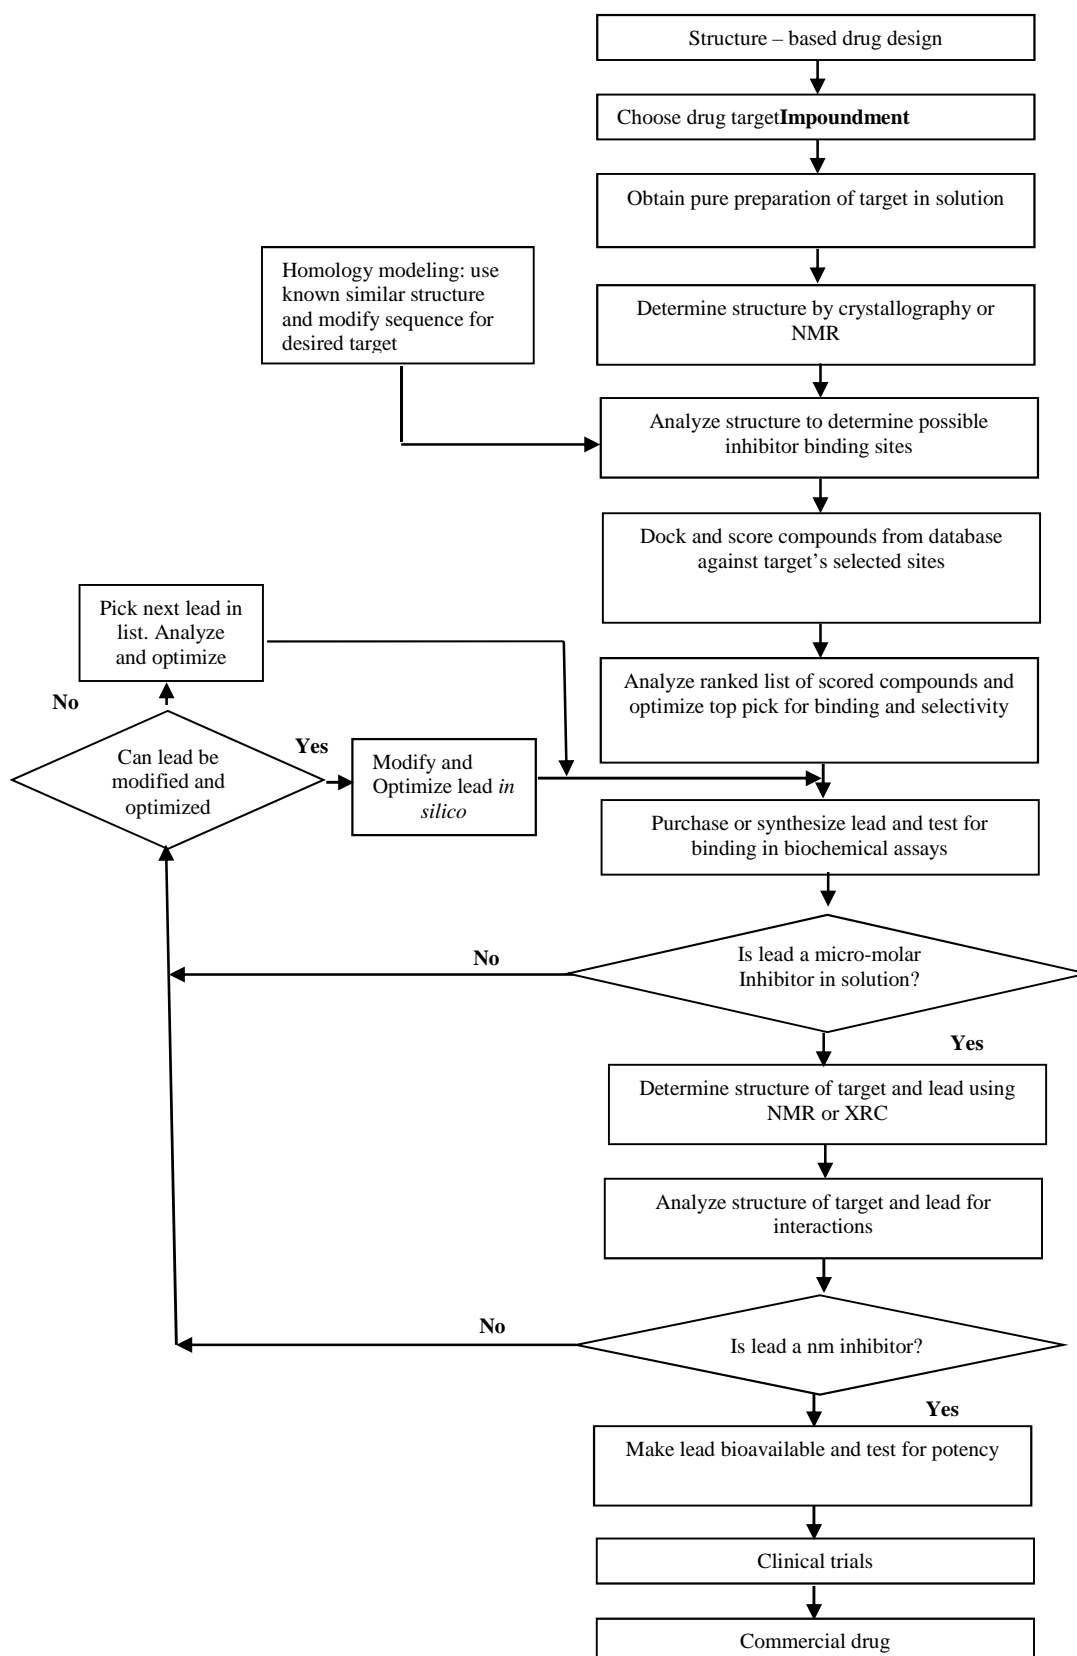 Structure – based drug design
Choose drug targetImpoundment
Obtain pure preparation of target in solution
Homology modeling: use
known similar structure
and modify sequence for
desired target
Determine structure by crystallography or
NMR
Analyze structure to determine possible
inhibitor binding sites
Dock and score compounds from database
against target’s selected sites
Pick next lead in
list. Analyze
and optimize
Analyze ranked list of scored compounds and
optimize top pick for binding and selectivity
No
Can lead be
modified and
optimized
Yes
Modify and
Optimize lead in
silico
Purchase or synthesize lead and test for
binding in biochemical assays
No
Is lead a micro-molar
Inhibitor in solution?
Yes
Determine structure of target and lead using
NMR or XRC
Analyze structure of target and lead for
interactions
No
Is lead a nm inhibitor?
Yes
Make lead bioavailable and test for potency
Clinical trials
Commercial drug